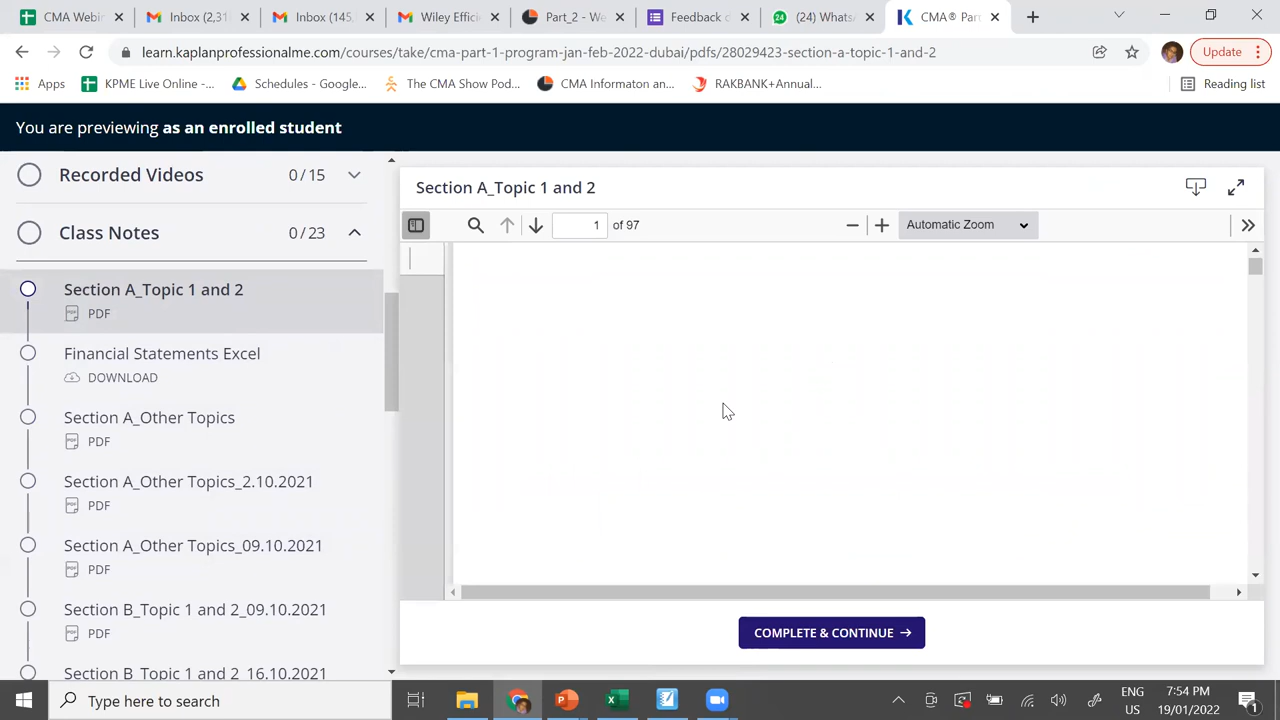 CMA Webin
Inbox (2,31
Inbox (145,
Wiley Effici
Part_2 - We
Feedback
(24) Whats
CMA® Par
learn.kaplanprofessionalme.com/courses/take/cma-part-1-program-jan-feb-2022-dubai/pdfs/28029423-section-a-topic-1-and-2
Update
Apps
KPME Live Online -...
Schedules - Google...
The CMA Show Pod...
CMA Informaton an...
RAKBANK+Annual...
Reading list
You are previewing as an enrolled student
Recorded Videos 0 / 15
Class Notes 0 / 23
Section A_Topic 1 and 2
PDF
Financial Statements Excel
DOWNLOAD
Section A_Other Topics
PDF
Section A_Other Topics_2.10.2021
PDF
Section A_Other Topics_09.10.2021
PDF
Section B_Topic 1 and 2_09.10.2021
PDF
Section B_Topic 1 and 2_16.10.2021
Section A_Topic 1 and 2
1 of 97
Automatic Zoom
COMPLETE & CONTINUE →
Type here to search
ENG
US
7:54 PM
19/01/2022
1